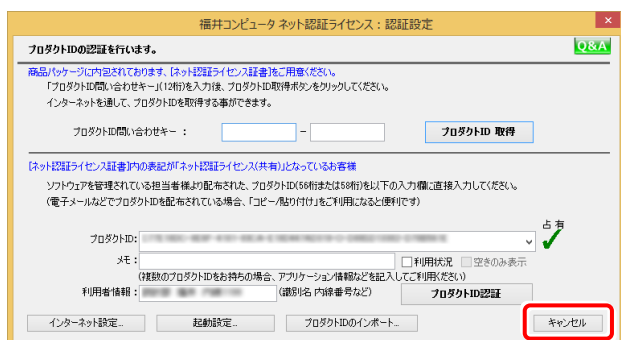 福井コンピュータ ネット認証ライセンス：認証設定
×
プロダクトIDの認証を行います。
Q&A
商品パッケージに内包されております、[ネット認証ライセンス証書]をご用意ください。
「プロダクトID問い合わせキー」(12桁)を入力後、プロダクトID取得ボタンをクリックしてください。
インターネットを通して、プロダクトIDを取得する事ができます。
プロダクトID問い合わせキー ：
-
プロダクトID 取得
[ネット認証ライセンス証書]内の表記が「ネット認証ライセンス(共有)」となっているお客様
ソフトウェアを管理されている担当者様より配布された、プロダクトID(56桁または58桁)を以下の入力欄に直接入力してください。
(電子メールなどでプロダクトIDを配布されている場合、「コピー/貼り付け」をご利用になると便利です)
占有
プロダクトID:
メモ：
利用状況
空きのみ表示
(複数のプロダクトIDをお持ちの場合、アプリケーション情報などを記入してご利用ください)
利用者情報：
(識別名 内線番号など)
プロダクトID認証
インターネット設定...
起動設定...
プロダクトIDのインポート...
キャンセル